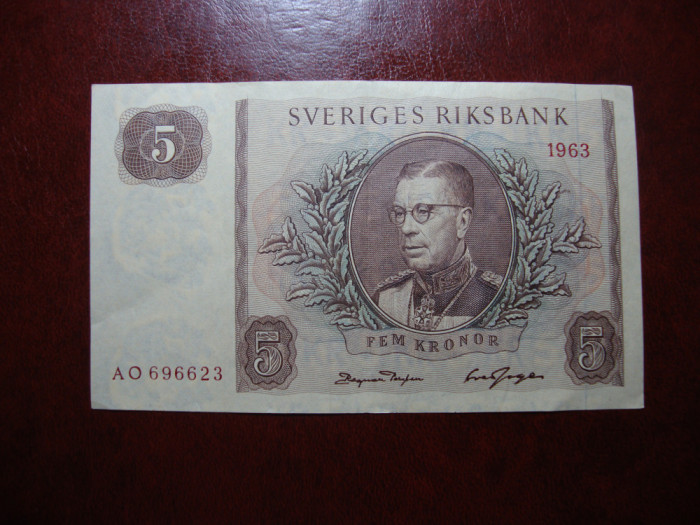 SVERIGES RIKSBANK
5
1963
FEM KRONOR
5
5
AO 696623